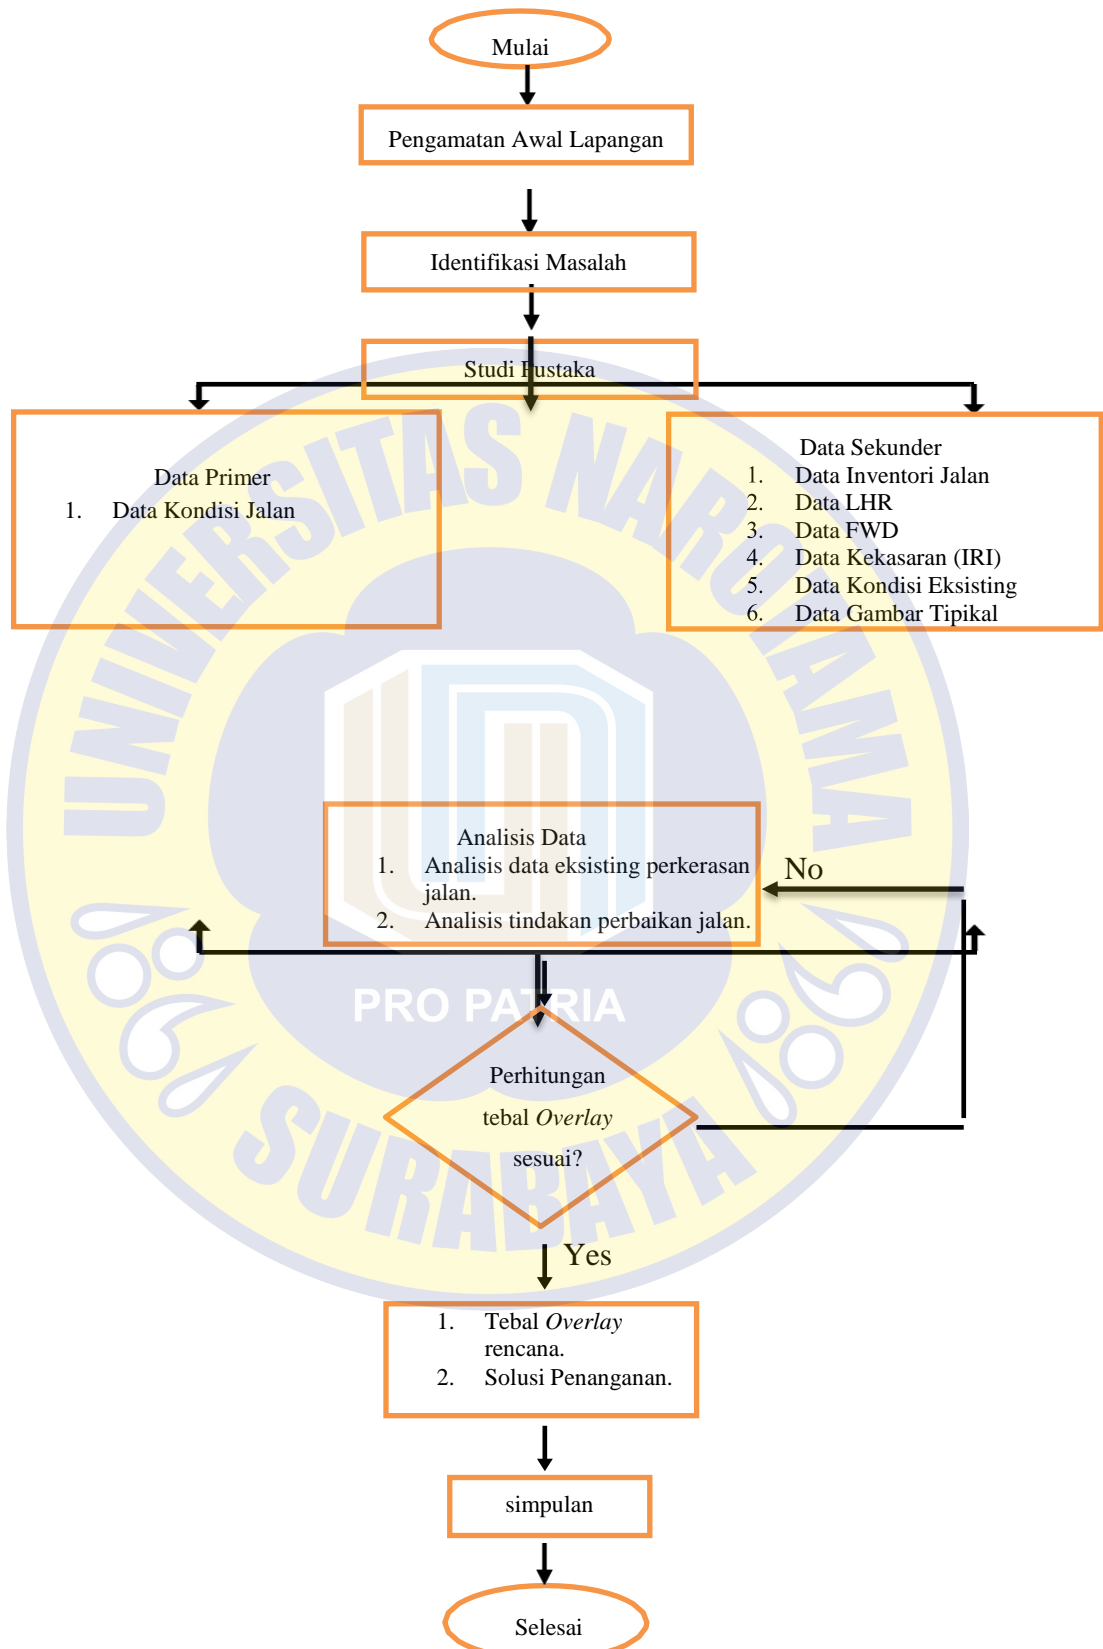 Mulai
Pengamatan Awal Lapangan
Identifikasi Masalah
Studi Pustaka
Data Primer
1. Data Kondisi Jalan
Data Sekunder
1. Data Inventori Jalan
2. Data LHR
3. Data FWD
4. Data Kekasaran (IRI)
5. Data Kondisi Eksisting
6. Data Gambar Tipikal
UNIVERSITAS NAROTAMA
Analisis Data
1. Analisis data eksisting perkerasan
jalan.
2. Analisis tindakan perbaikan jalan.
No
PRO PATRIA
Perhitungan
tebal Overlay
sesuai?
SURABAYA
Yes
1. Tebal Overlay
rencana.
2. Solusi Penanganan.
simpulan
Selesai